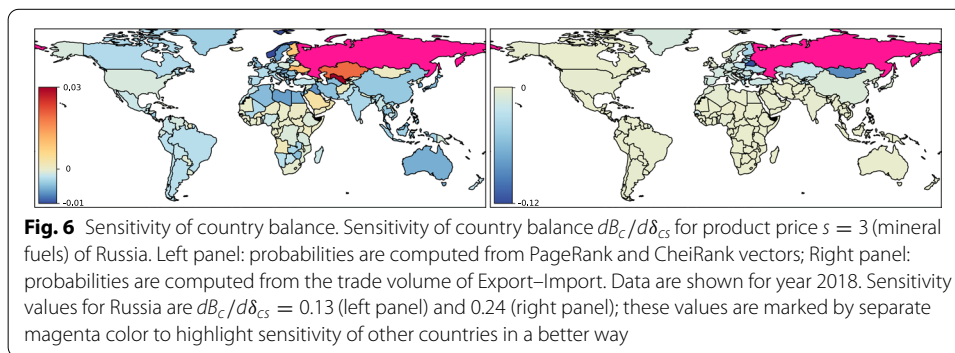 0.03
0
-0.01
0
-0.12
Fig. 6 Sensitivity of country balance. Sensitivity of country balance dB_c/dδ_cs for product price s = 3 (mineral
fuels) of Russia. Left panel: probabilities are computed from PageRank and CheiRank vectors; Right panel:
probabilities are computed from the trade volume of Export–Import. Data are shown for year 2018. Sensitivity
values for Russia are dB_c/dδ_cs = 0.13 (left panel) and 0.24 (right panel); these values are marked by separate
magenta color to highlight sensitivity of other countries in a better way